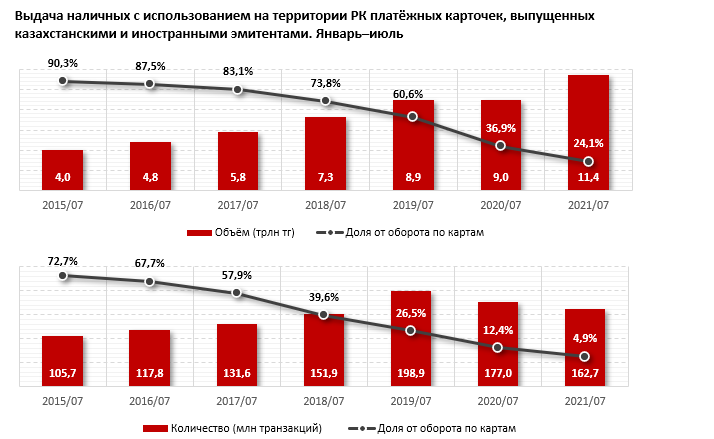 Выдача наличных с использованием на территории РК платёжных карточек, выпущенных
казахстанскими и иностранными эмитентами. Январь–июль
90,3% 87,5% 83,1% 73,8% 60,6% 36,9% 24,1%
4,0 4,8 5,8 7,3 8,9 9,0 11,4
2015/07 2016/07 2017/07 2018/07 2019/07 2020/07 2021/07
Объём (трлн тг) Доля от оборота по картам
72,7% 67,7% 57,9% 39,6% 26,5% 12,4% 4,9%
105,7 117,8 131,6 151,9 198,9 177,0 162,7
2015/07 2016/07 2017/07 2018/07 2019/07 2020/07 2021/07
Количество (млн транзакций) Доля от оборота по картам